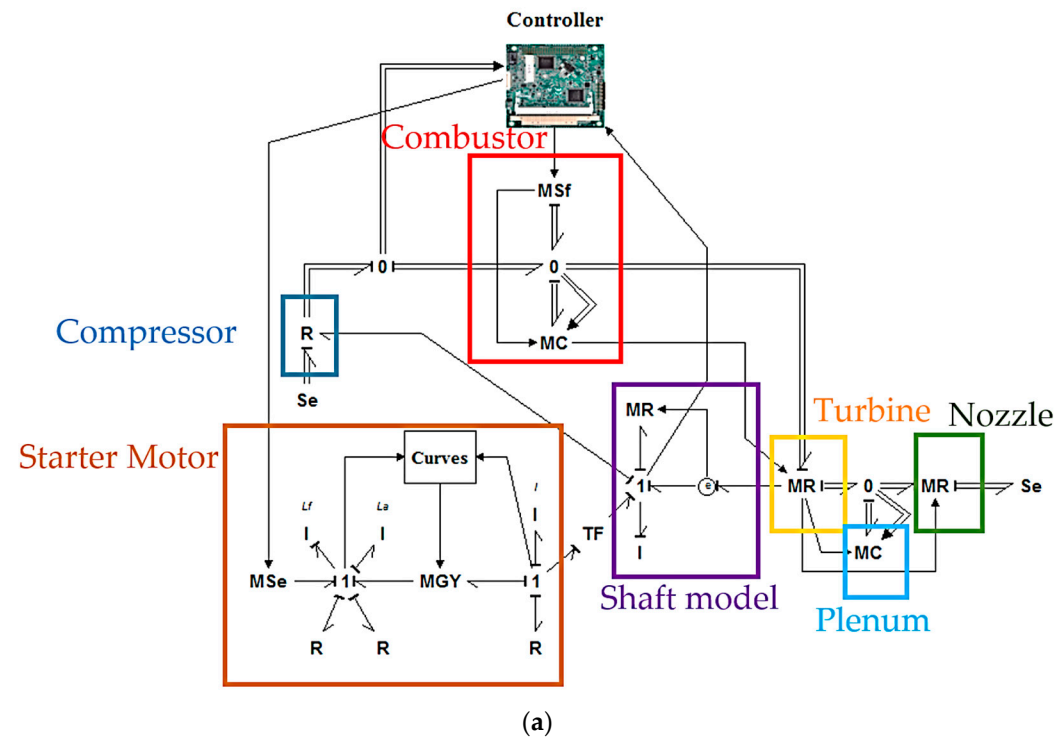 Controller
Combustor
MSf
0
0
Compressor
R
MC
Se
MR
Turbine
Nozzle
Starter Motor
Curves
1
e
MR
0
MR
Se
Lf
La
I
I
I
I
TF
I
MC
MSe
1
MGY
1
Shaft model
Plenum
R
R
R
(a)